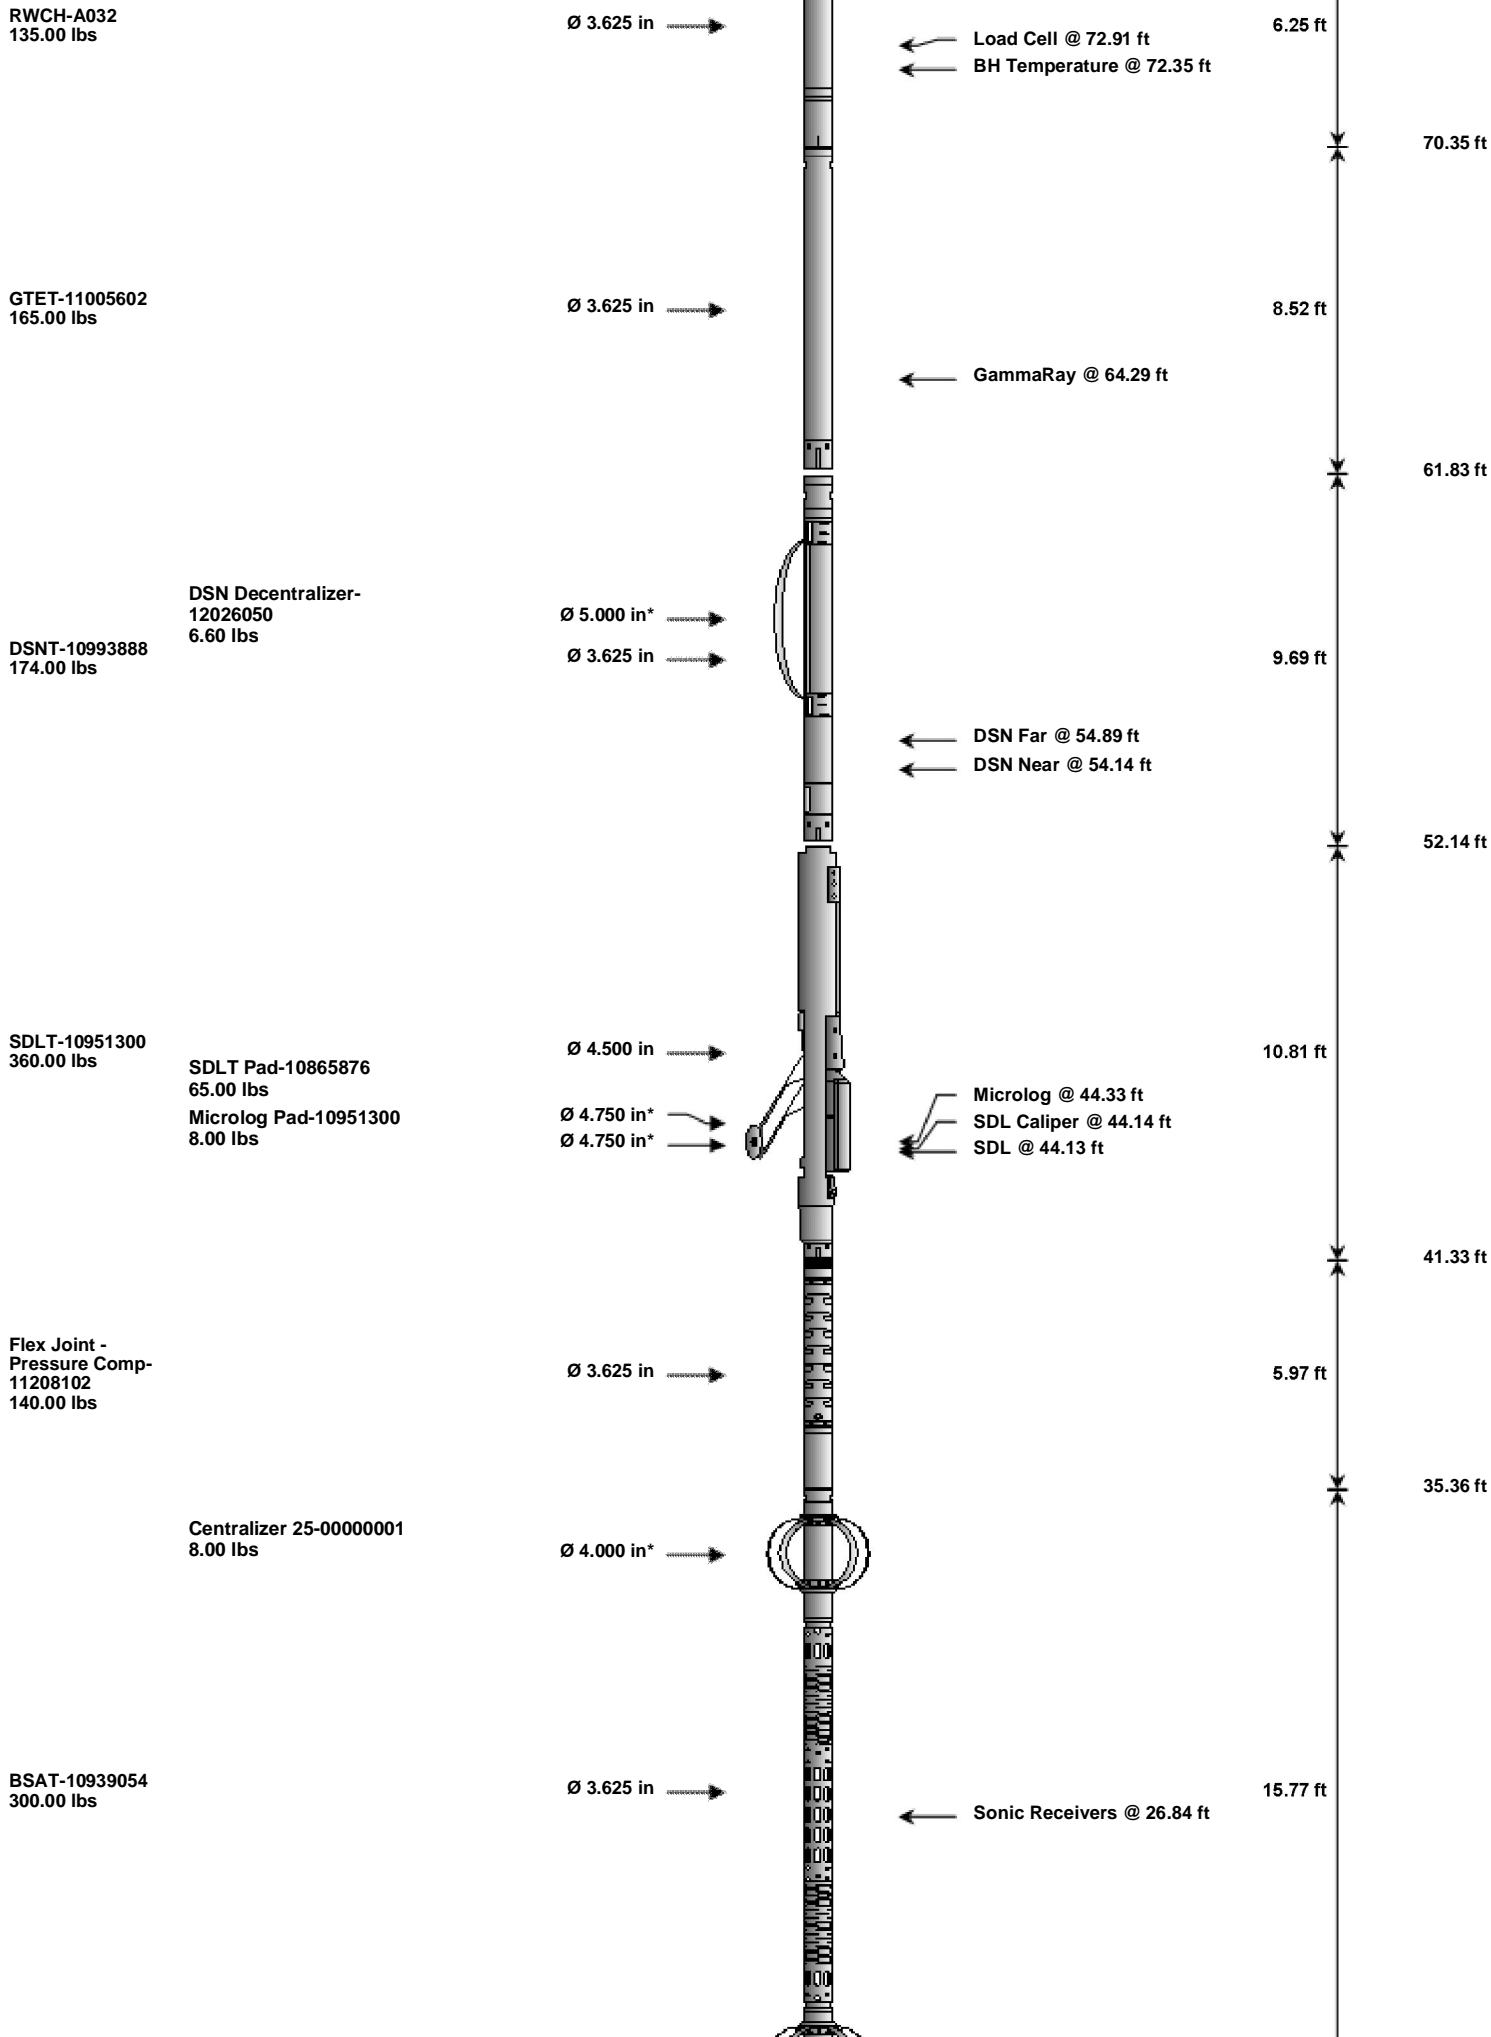 RWCH-A032
135.00 lbs
Ø 3.625 in
6.25 ft
Load Cell @ 72.91 ft
BH Temperature @ 72.35 ft
70.35 ft
GTET-11005602
165.00 lbs
Ø 3.625 in
8.52 ft
GammaRay @ 64.29 ft
61.83 ft
DSN Decentralizer-
12026050
6.60 lbs
Ø 5.000 in*
DSNT-10993888
174.00 lbs
Ø 3.625 in
9.69 ft
DSN Far @ 54.89 ft
DSN Near @ 54.14 ft
52.14 ft
SDLT-10951300
360.00 lbs
Ø 4.500 in
10.81 ft
SDLT Pad-10865876
65.00 lbs
Microlog Pad-10951300
8.00 lbs
Ø 4.750 in*
Ø 4.750 in*
Microlog @ 44.33 ft
SDL Caliper @ 44.14 ft
SDL @ 44.13 ft
41.33 ft
Flex Joint -
Pressure Comp-
11208102
140.00 lbs
Ø 3.625 in
5.97 ft
35.36 ft
Centralizer 25-00000001
8.00 lbs
Ø 4.000 in*
BSAT-10939054
300.00 lbs
Ø 3.625 in
15.77 ft
Sonic Receivers @ 26.84 ft